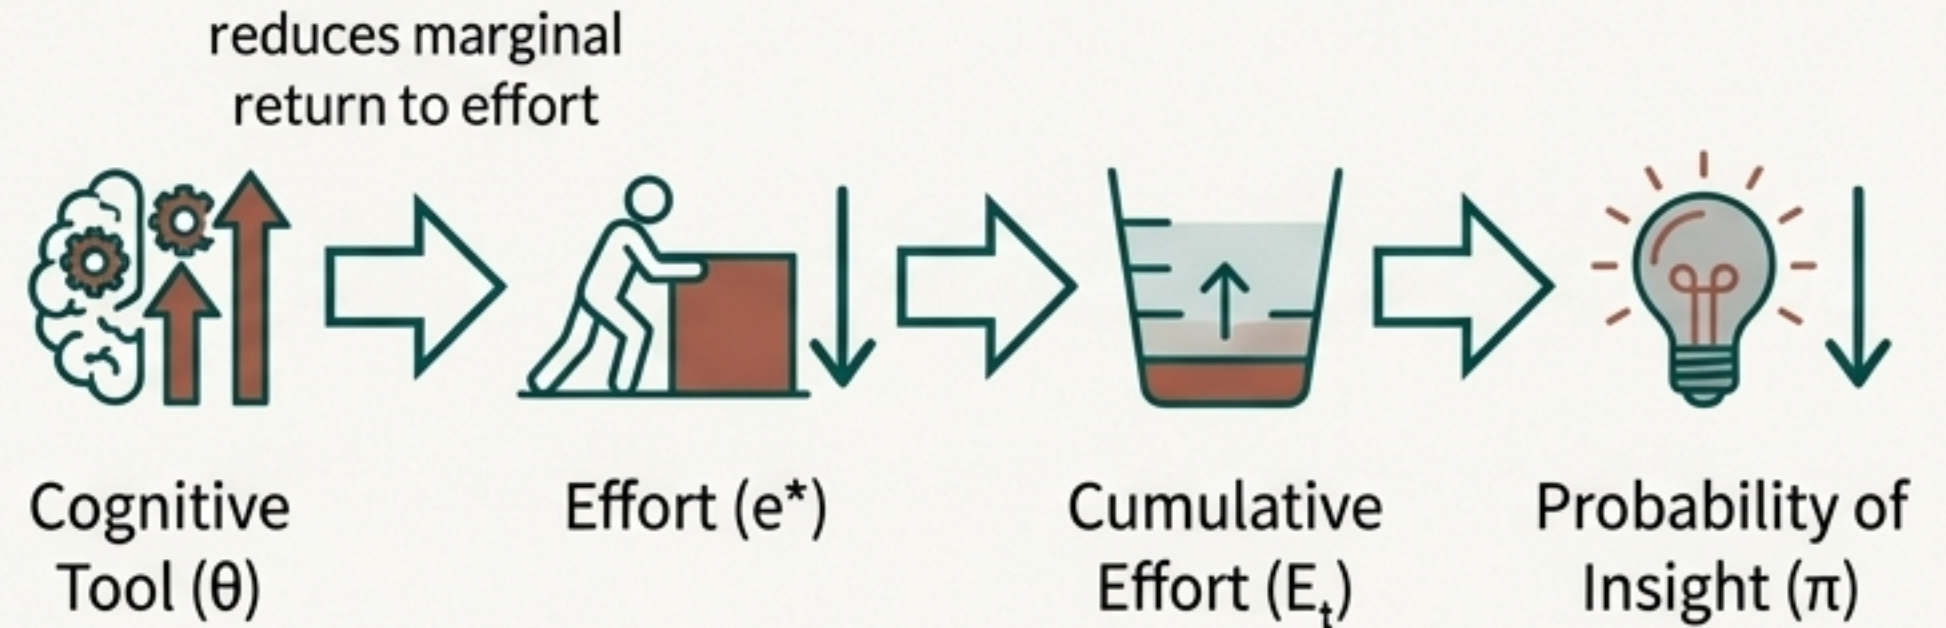 reduces marginal
return to effort
Cognitive
Tool (θ)
Effort (e*)
Cumulative
Effort (Eₜ)
Probability of
Insight (π)